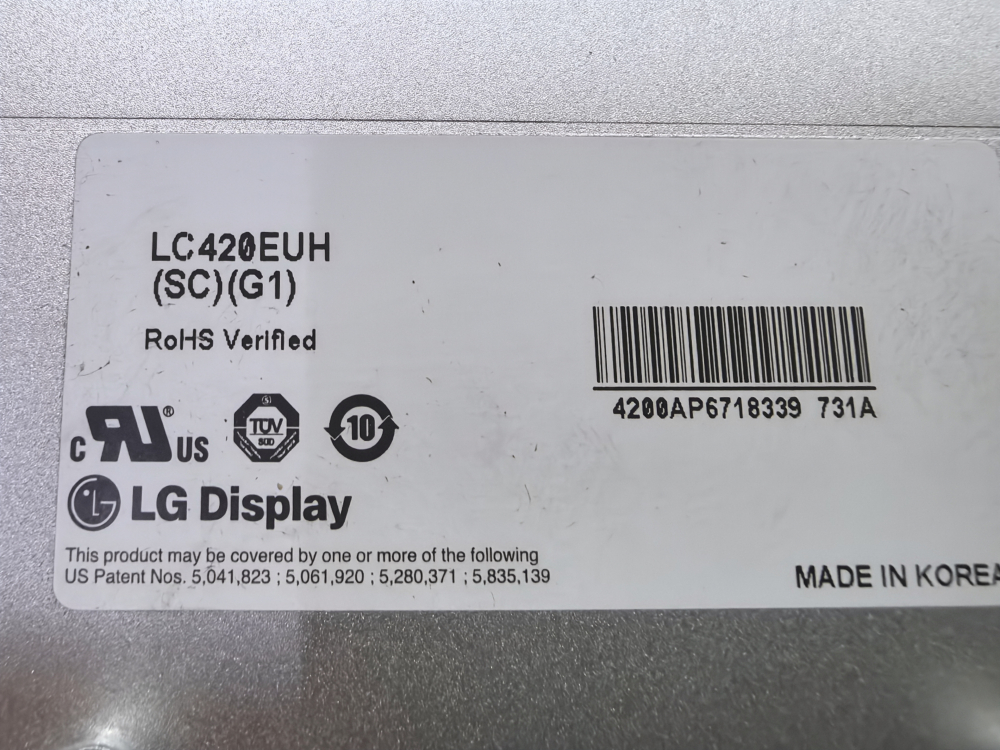 LC420EUH
(SC)(G1)
RoHS Verified
4200AP6718339 731A
c RU ® US
TÜV
10
LG Display
This product may be covered by one or more of the following
US Patent Nos. 5,041,823 ; 5,061,920 ; 5,280,371 ; 5,835,139
MADE IN KOREA